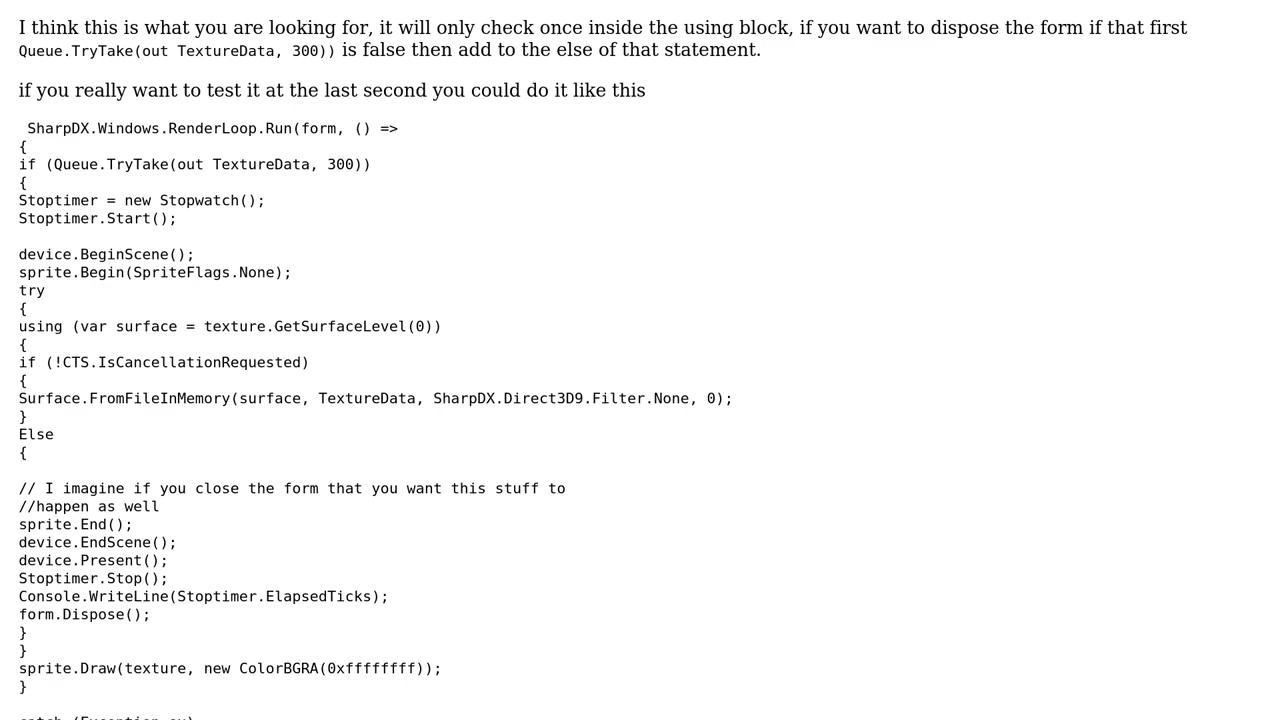 I think this is what you are looking for, it will only check once inside the using block, if you want to dispose the form if that first
Queue.TryTake(out TextureData, 300)) is false then add to the else of that statement.
if you really want to test it at the last second you could do it like this
SharpDX.Windows.RenderLoop.Run(form, () =>
{
if (Queue.TryTake(out TextureData, 300))
{
Stoptimer = new Stopwatch();
Stoptimer.Start();
device.BeginScene();
sprite.Begin(SpriteFlags.None);
try
{
using (var surface = texture.GetSurfaceLevel(0))
{
if (!CTS.IsCancellationRequested)
{
Surface.FromFileInMemory(surface, TextureData, SharpDX.Direct3D9.Filter.None, 0);
}
Else
{
// I imagine if you close the form that you want this stuff to
//happen as well
sprite.End();
device.EndScene();
device.Present();
Stoptimer.Stop();
Console.WriteLine(Stoptimer.ElapsedTicks);
form.Dispose();
}
}
sprite.Draw(texture, new ColorBGRA(0xffffffff));
}